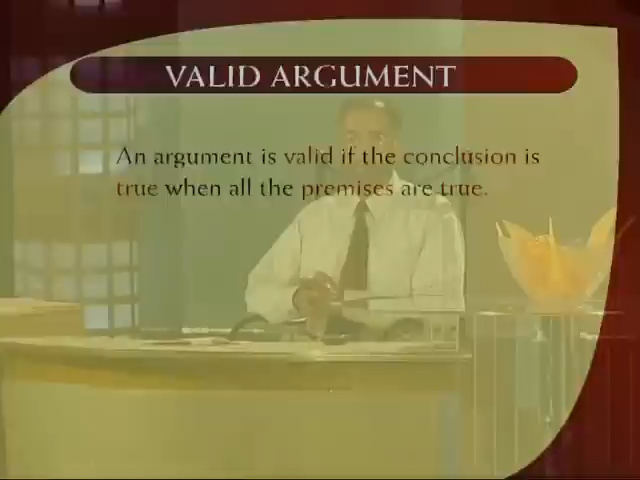 VALID ARGUMENT
An argument is valid if the conclusion is
true when all the premises are true.